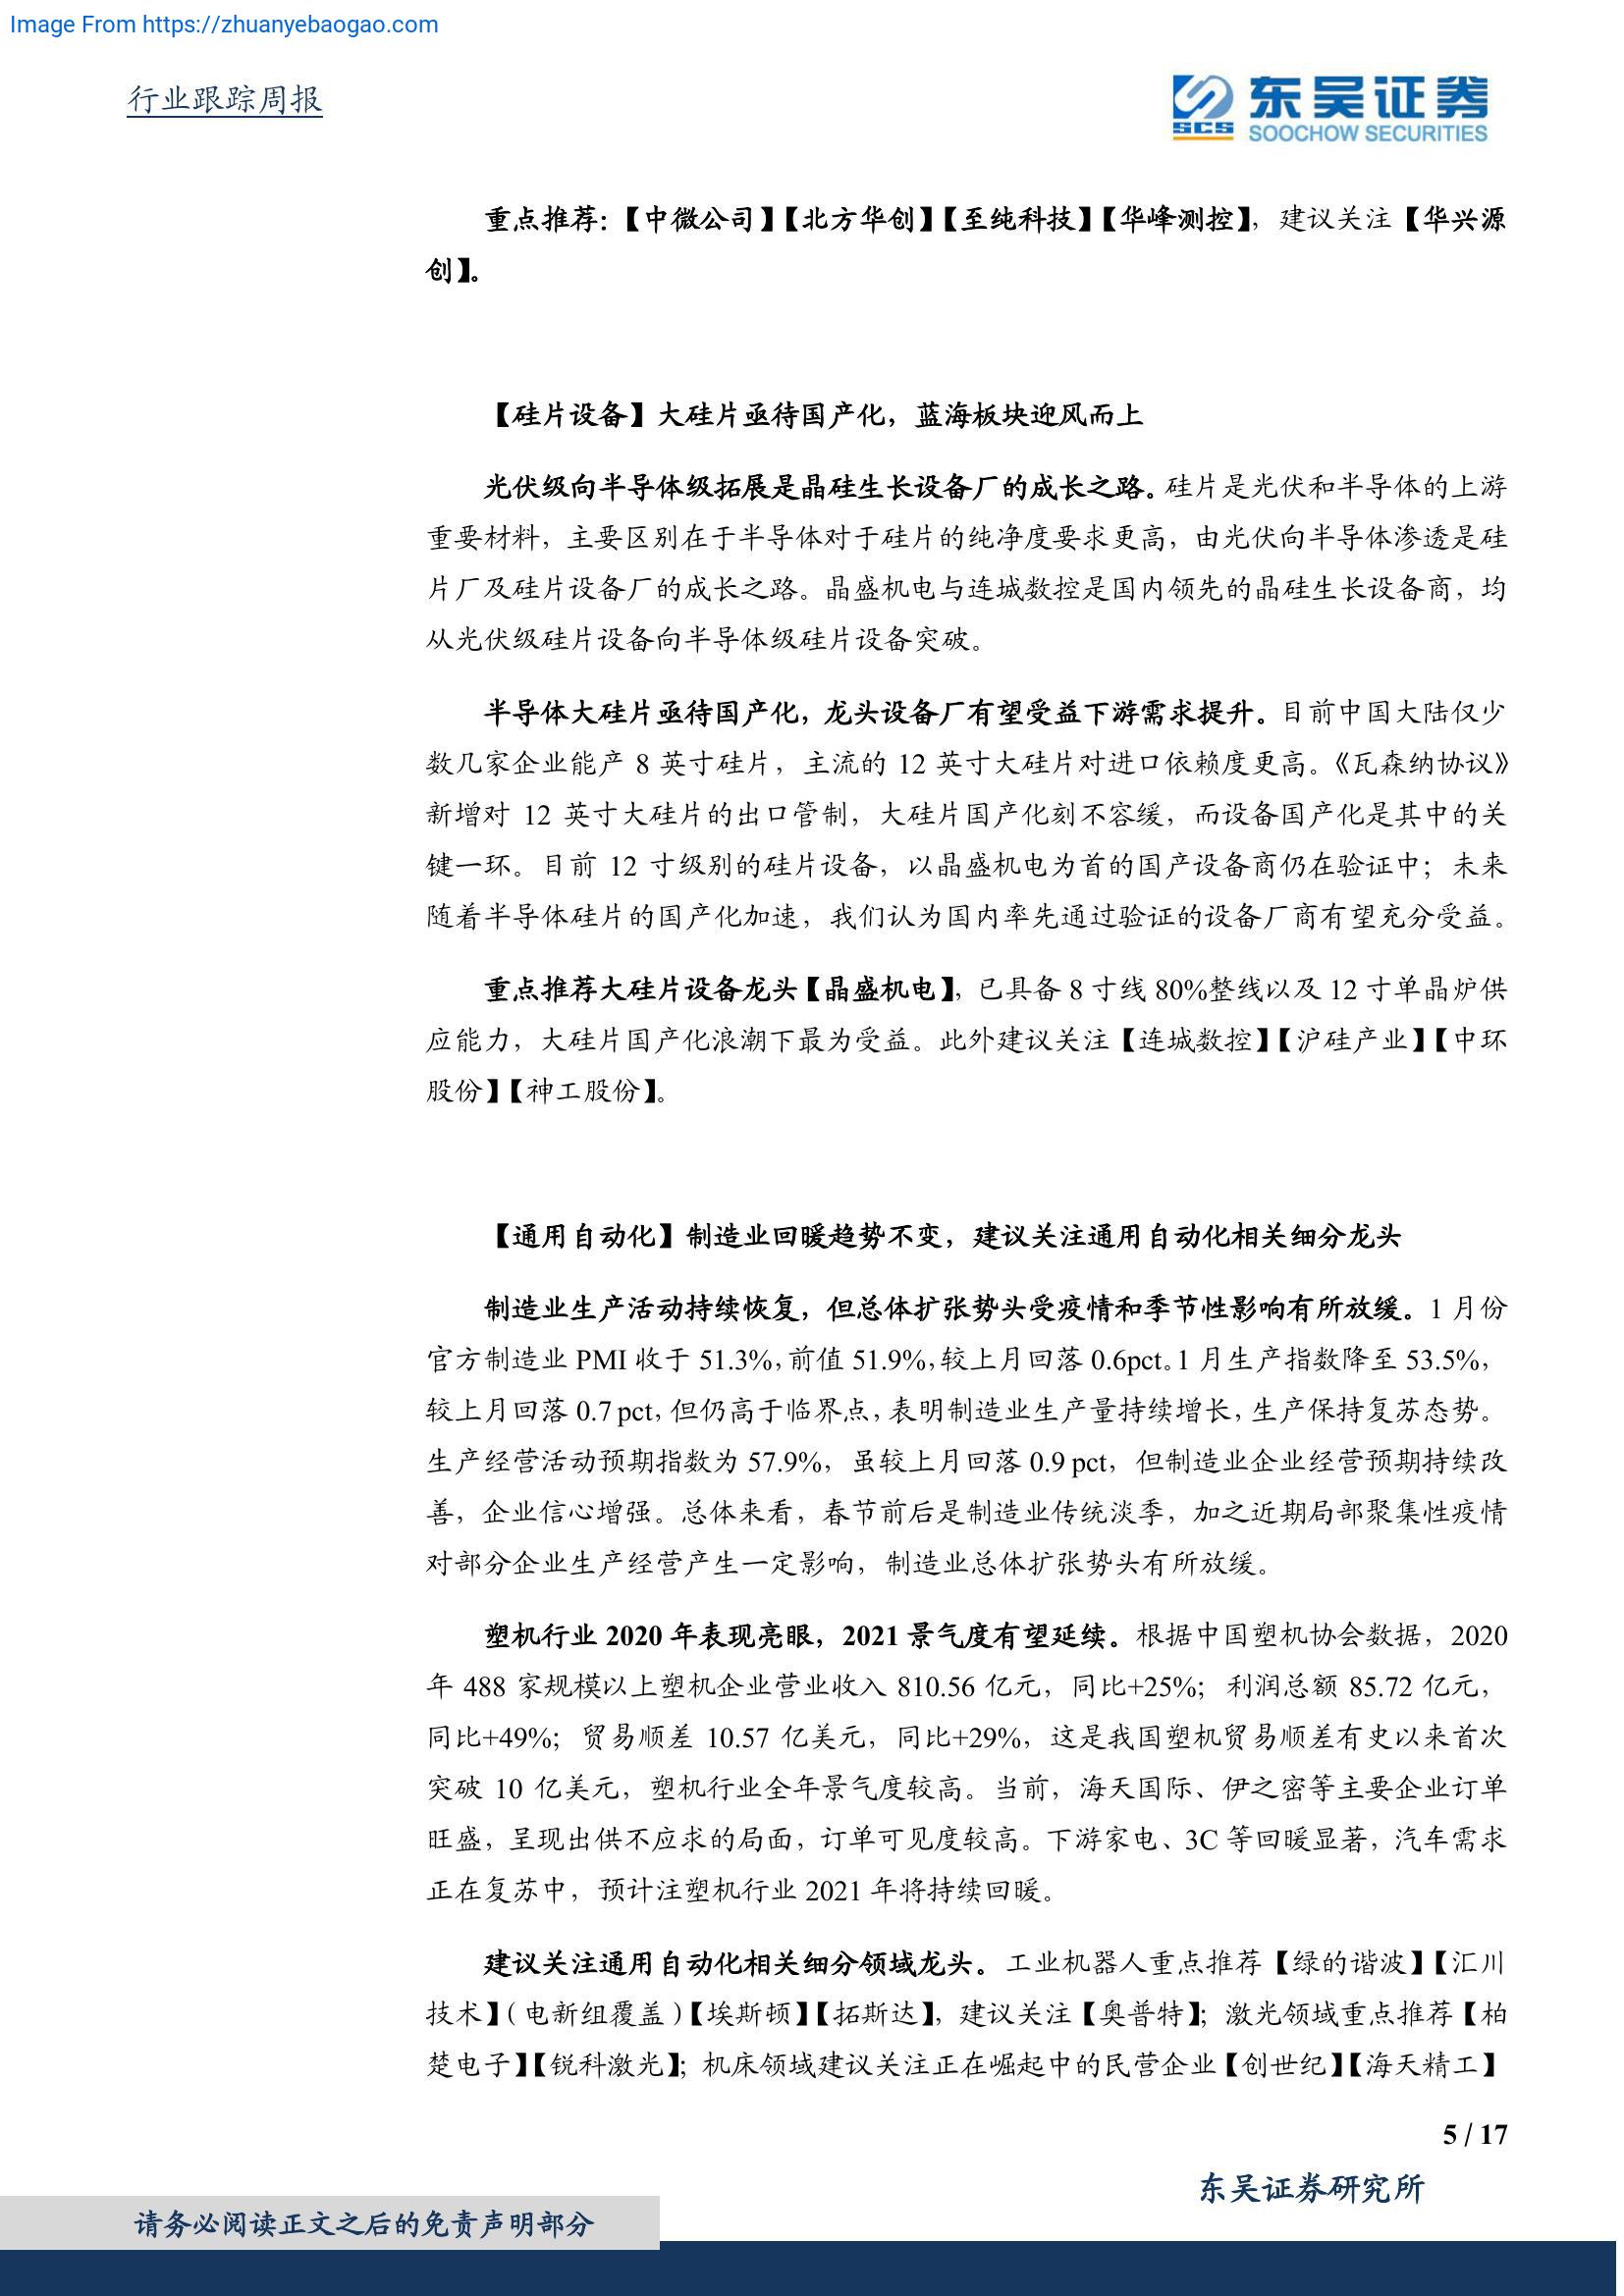 Image From https://zhuanyebaogao.com
行业跟踪周报
东吴证券
SCS
SOOCHOW SECURITIES
重点推荐：【中微公司】【北方华创】【至纯科技】【华峰测控】，建议关注【华兴源
创】。
【硅片设备】大硅片亟待国产化，蓝海板块迎风而上
光伏级向半导体级拓展是晶硅生长设备厂的成长之路。硅片是光伏和半导体的上游
重要材料，主要区别在于半导体对于硅片的纯净度要求更高，由光伏向半导体渗透是硅
片厂及硅片设备厂的成长之路。晶盛机电与连城数控是国内领先的晶硅生长设备商，均
从光伏级硅片设备向半导体级硅片设备突破。
半导体大硅片亟待国产化，龙头设备厂有望受益下游需求提升。目前中国大陆仅少
数几家企业能产 8 英寸硅片，主流的 12 英寸大硅片对进口依赖度更高。《瓦森纳协议》
新增对 12 英寸大硅片的出口管制，大硅片国产化刻不容缓，而设备国产化是其中的关
键一环。目前 12 寸级别的硅片设备，以晶盛机电为首的国产设备商仍在验证中；未来
随着半导体硅片的国产化加速，我们认为国内率先通过验证的设备厂商有望充分受益。
重点推荐大硅片设备龙头【晶盛机电】，已具备 8 寸线 80%整线以及 12 寸单晶炉供
应能力，大硅片国产化浪潮下最为受益。此外建议关注【连城数控】【沪硅产业】【中环
股份】【神工股份】。
【通用自动化】制造业回暖趋势不变，建议关注通用自动化相关细分龙头
制造业生产活动持续恢复，但总体扩张势头受疫情和季节性影响有所放缓。1 月份
官方制造业 PMI 收于 51.3%，前值 51.9%，较上月回落 0.6pct。1 月生产指数降至 53.5%，
较上月回落 0.7 pct，但仍高于临界点，表明制造业生产量持续增长，生产保持复苏态势。
生产经营活动预期指数为 57.9%，虽较上月回落 0.9 pct，但制造业企业经营预期持续改
善，企业信心增强。总体来看，春节前后是制造业传统淡季，加之近期局部聚集性疫情
对部分企业生产经营产生一定影响，制造业总体扩张势头有所放缓。
塑机行业 2020 年表现亮眼，2021 景气度有望延续。根据中国塑机协会数据，2020
年 488 家规模以上塑机企业营业收入 810.56 亿元，同比+25%；利润总额 85.72 亿元，
同比+49%；贸易顺差 10.57 亿美元，同比+29%，这是我国塑机贸易顺差有史以来首次
突破 10 亿美元，塑机行业全年景气度较高。当前，海天国际、伊之密等主要企业订单
旺盛，呈现出供不应求的局面，订单可见度较高。下游家电、3C 等回暖显著，汽车需求
正在复苏中，预计注塑机行业 2021 年将持续回暖。
建议关注通用自动化相关细分领域龙头。工业机器人重点推荐【绿的谐波】【汇川
技术】（电新组覆盖）【埃斯顿】【拓斯达】，建议关注【奥普特】；激光领域重点推荐【柏
楚电子】【锐科激光】；机床领域建议关注正在崛起中的民营企业【创世纪】【海天精工】
5 / 17
东吴证券研究所
请务必阅读正文之后的免责声明部分